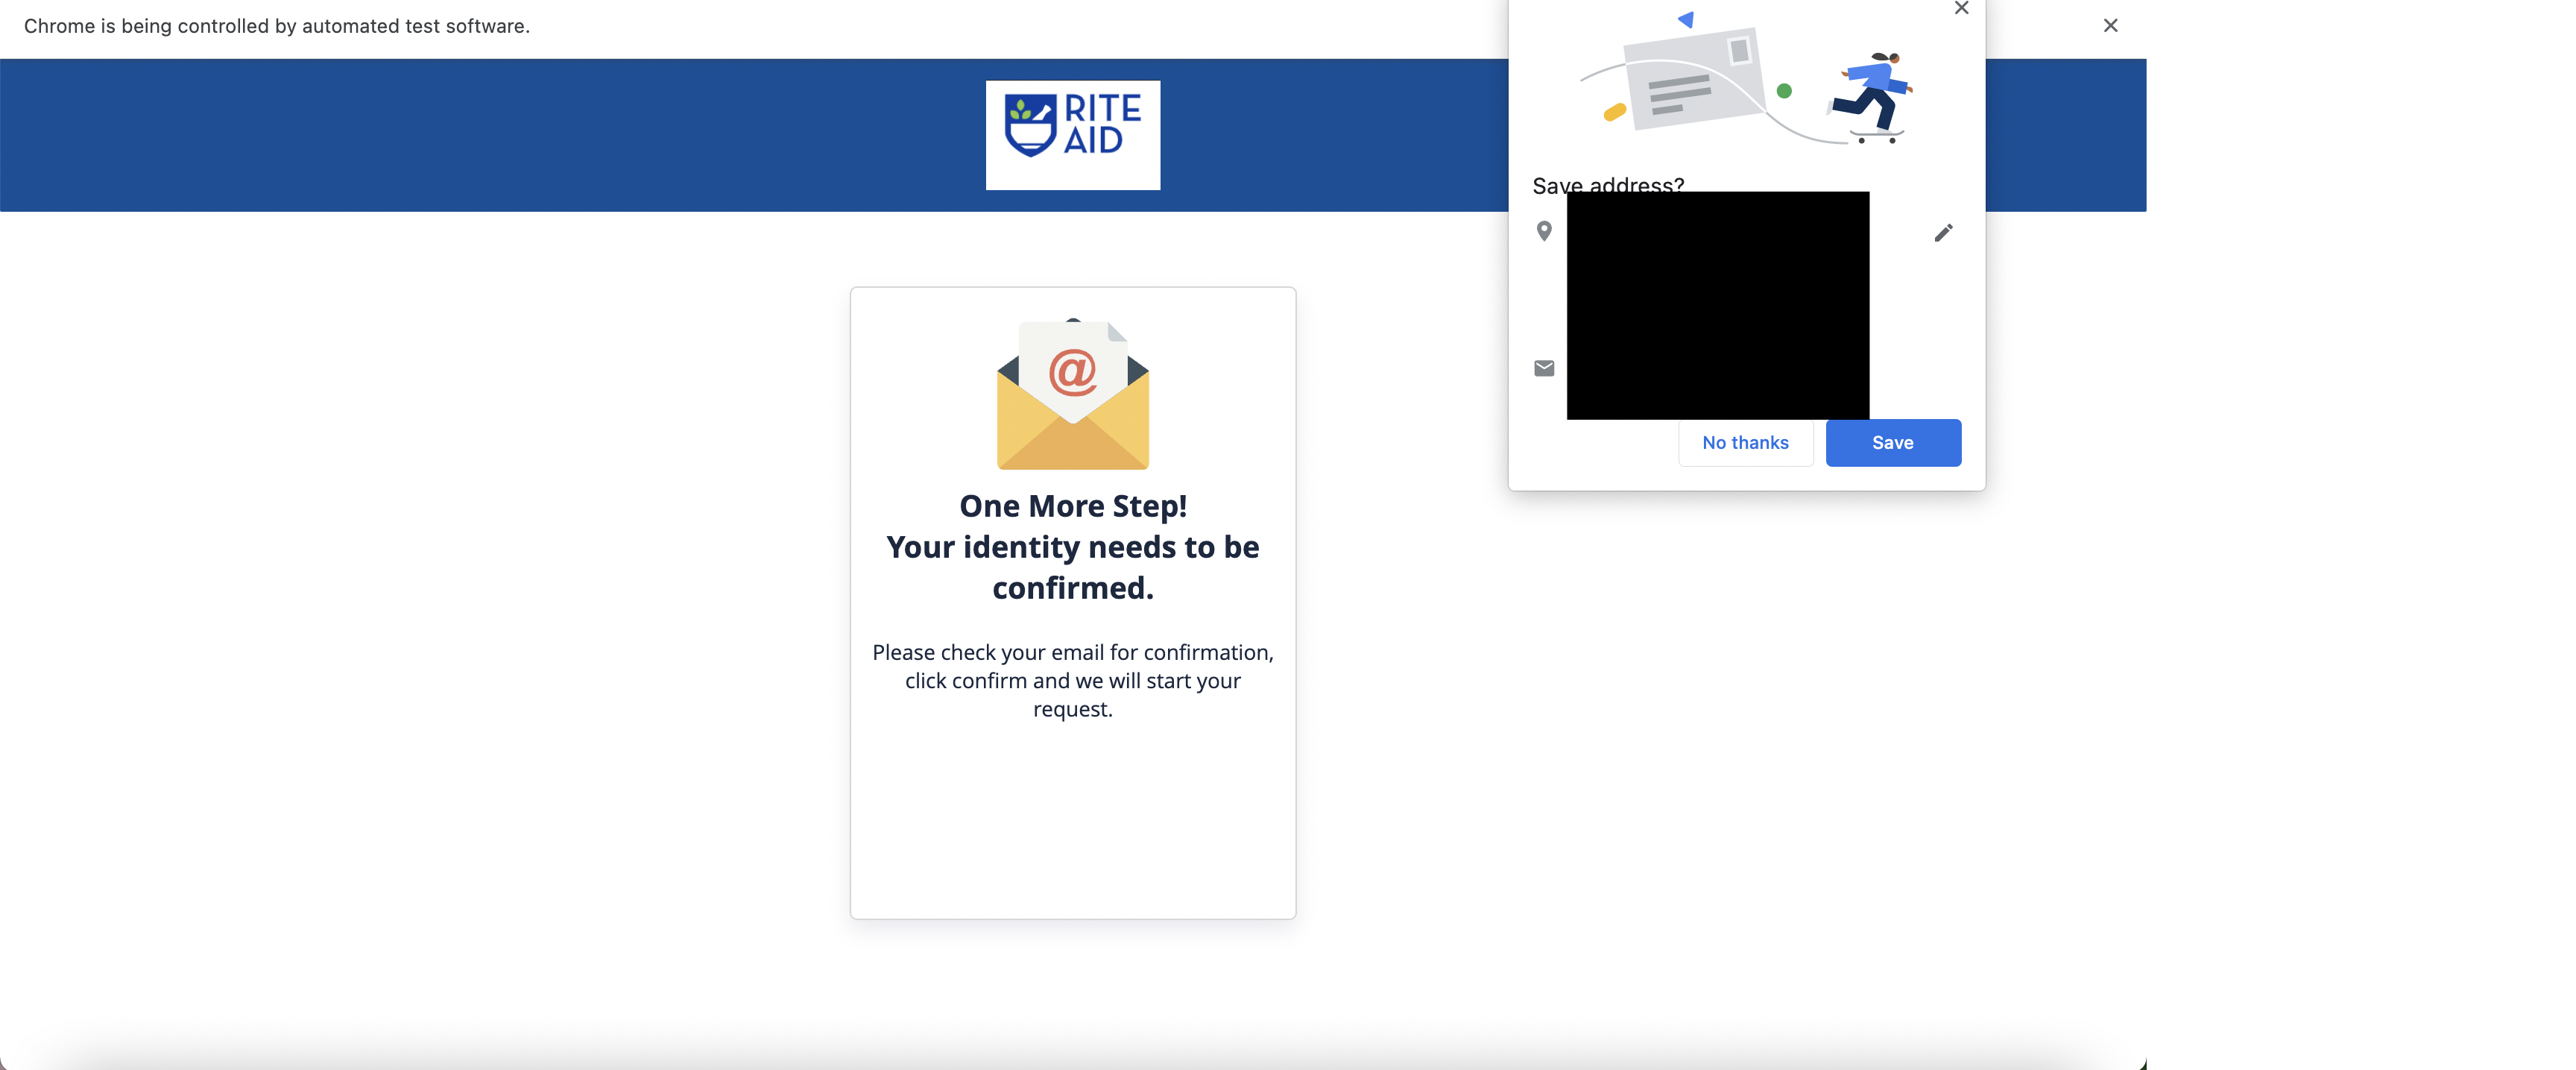 Chrome is being controlled by automated test software.
RITE
AID
Save address?
No thanks
Save
@
One More Step!
Your identity needs to be
confirmed.
Please check your email for confirmation,
click confirm and we will start your
request.